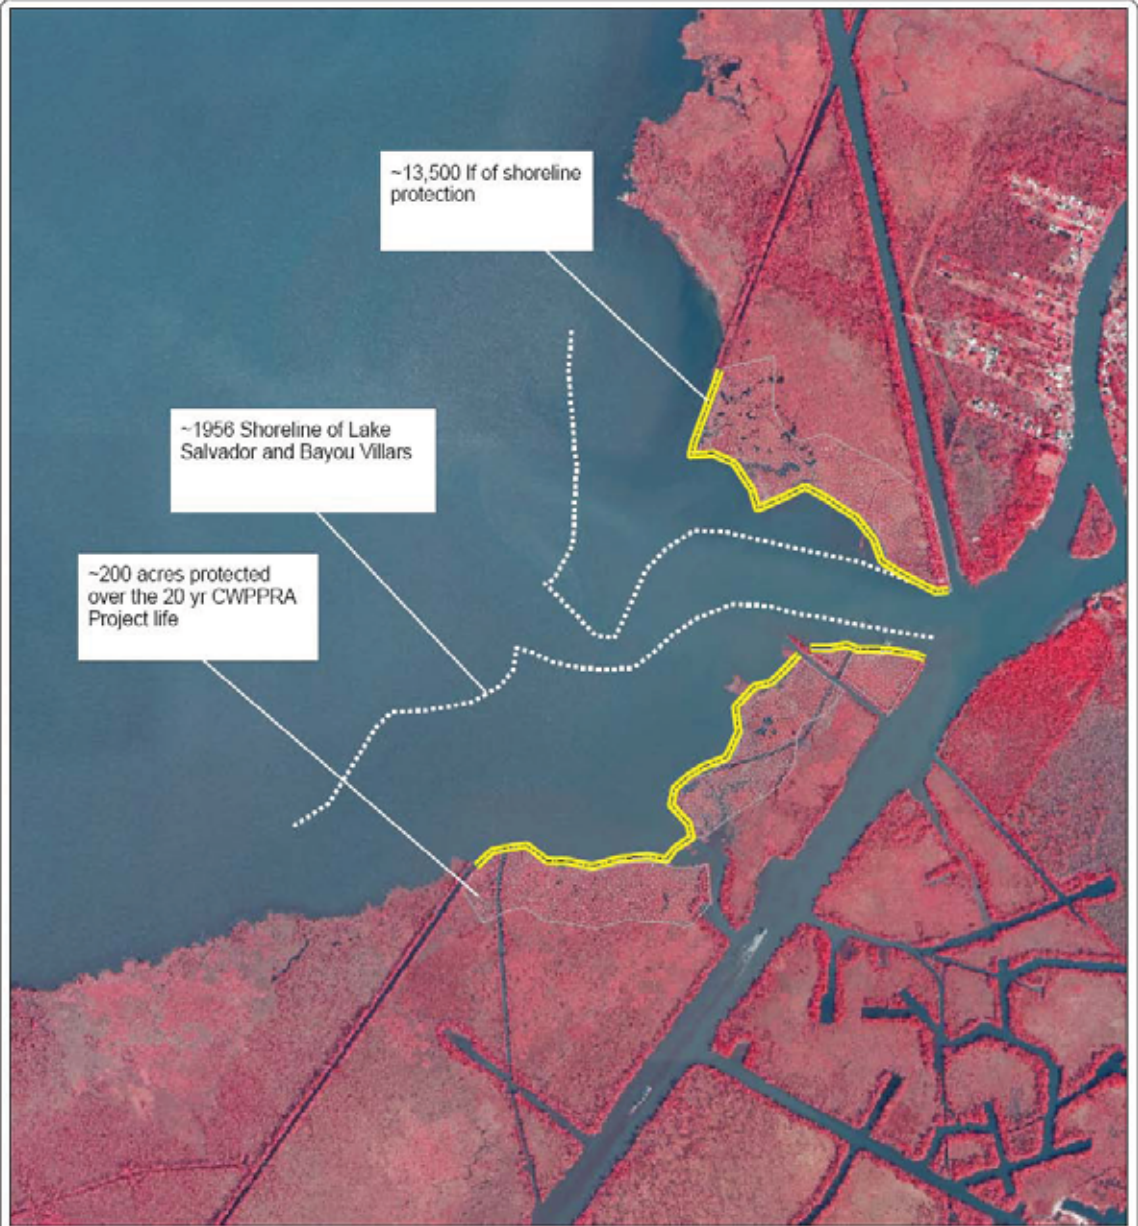 ~13,500 lf of shoreline
protection
~1956 Shoreline of Lake
Salvador and Bayou Villars
~200 acres protected
over the 20 yr CWPPRA
Project life